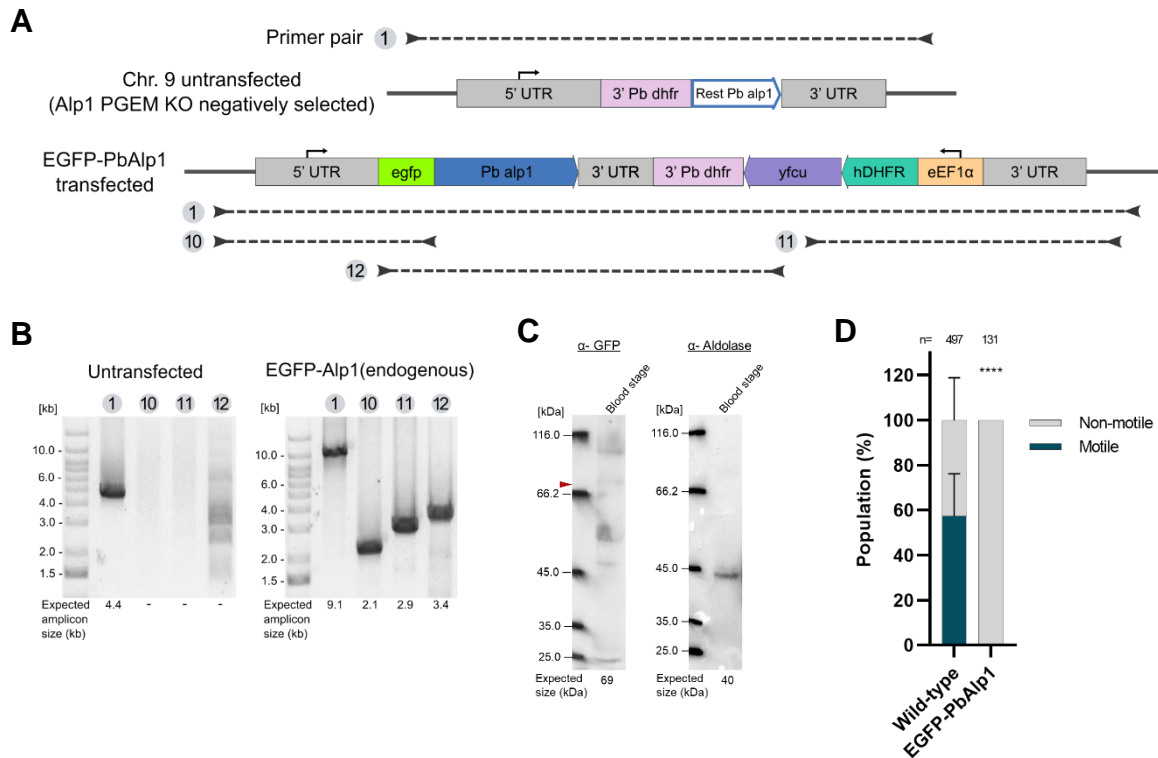 A
Primer pair 1
Chr. 9 untransfected
(Alp1 PGEM KO negatively selected)
5' UTR 3' Pb dhfr Rest Pb alp1 3' UTR
EGFP-PbAlp1
transfected
5' UTR egfp Pb alp1 3' UTR 3' Pb dhfr yfcu hDHFR eEF1α 3' UTR
1
10 11
12
B
Untransfected
[kb] 1 10 11 12
10.0 -
6.0 -
4.0 -
3.0 -
2.0 -
1.5 -
Expected
amplicon
size (kb)
4.4 - - -
EGFP-Alp1(endogenous)
[kb] 1 10 11 12
10.0 -
6.0 -
4.0 -
3.0 -
2.0 -
1.5 -
Expected
amplicon
size (kb)
9.1 2.1 2.9 3.4
C
α- GFP
Blood stage
[kDa]
116.0
66.2
45.0
35.0
25.0
Expected
size (kDa)
69
α- Aldolase
Blood stage
[kDa]
116.0
66.2
45.0
35.0
25.0
Expected
size (kDa)
40
D
n= 497 131
****
Population (%)
120
100
80
60
40
20
0
Wild-type
EGFP-PbAlp1
Non-motile
Motile